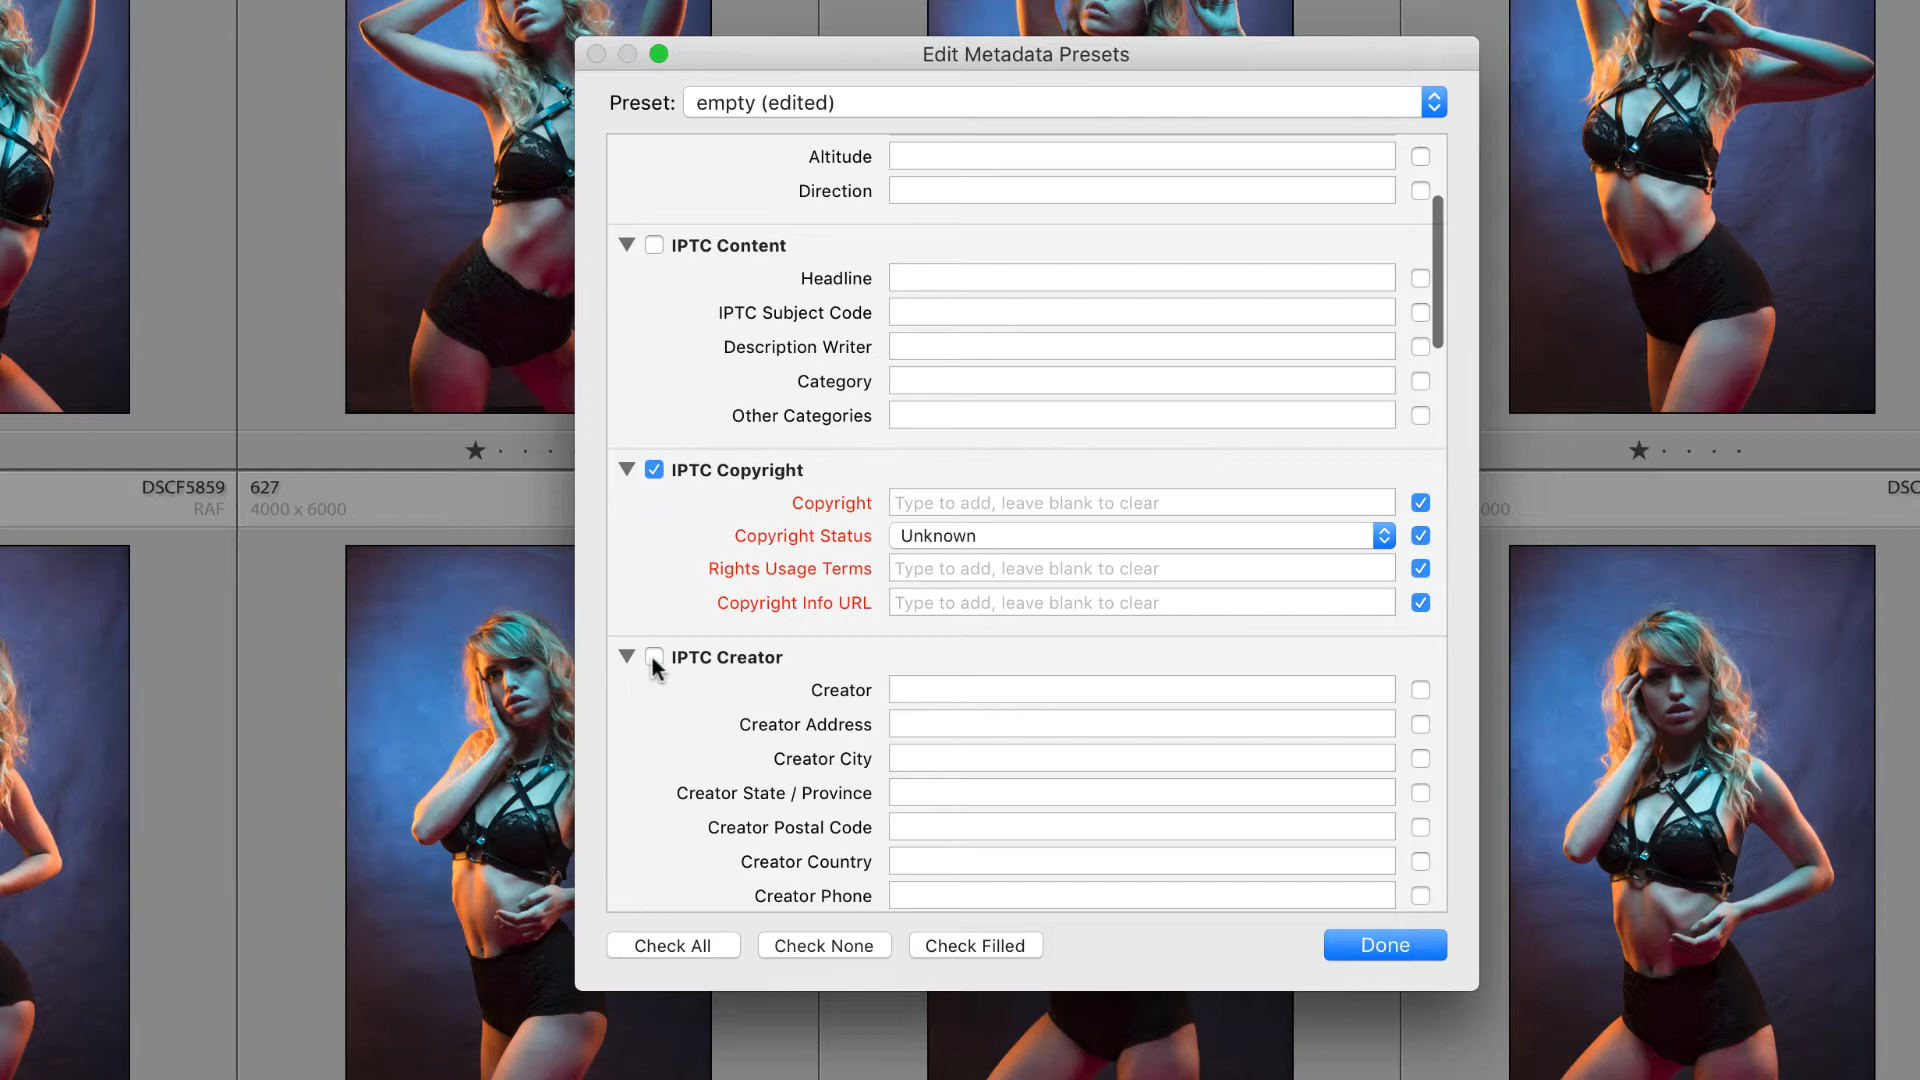 Edit Metadata Presets
Preset: empty (edited)
Altitude
Direction
IPTC Content
Headline
IPTC Subject Code
Description Writer
Category
Other Categories
IPTC Copyright
Copyright Type to add, leave blank to clear
Copyright Status Unknown
Rights Usage Terms Type to add, leave blank to clear
Copyright Info URL Type to add, leave blank to clear
IPTC Creator
Creator
Creator Address
Creator City
Creator State / Province
Creator Postal Code
Creator Country
Creator Phone
Check All Check None Check Filled Done
DSCF5859
RAF
627
4000 x 6000
000
DSC